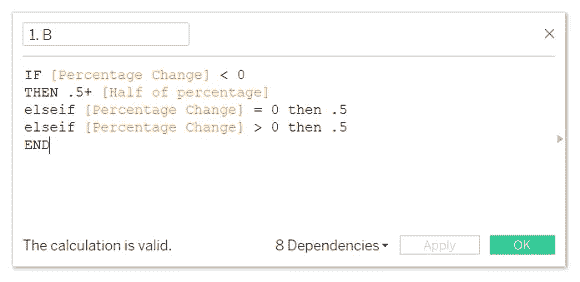 1. B
IF [Percentage Change] < 0
THEN .5+ [Half of percentage]
elseif [Percentage Change] = 0 then .5
elseif [Percentage Change] > 0 then .5
END
The calculation is valid.
8 Dependencies
Apply
OK